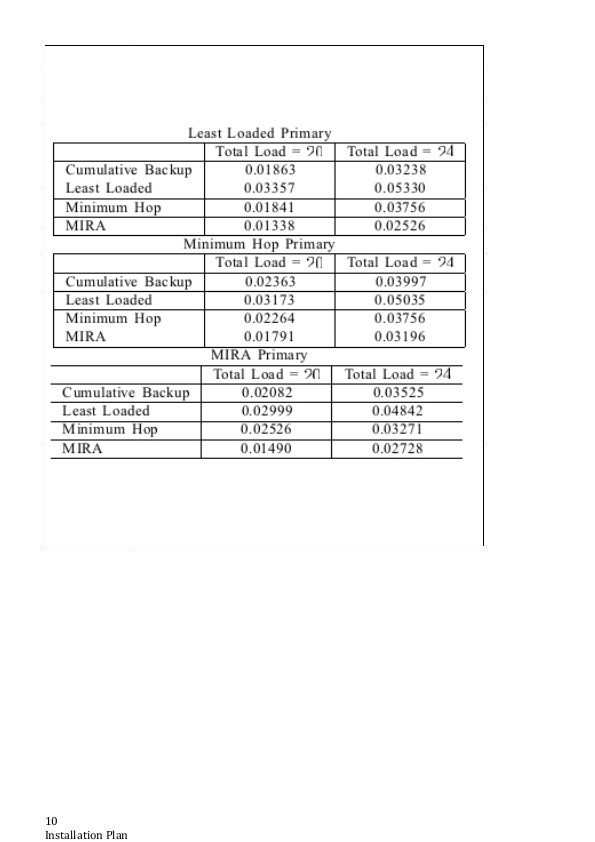 Least Loaded Primary
Total Load = 20 Total Load = 24
Cumulative Backup 0.01863 0.03238
Least Loaded 0.03357 0.05330
Minimum Hop 0.01841 0.03756
MIRA 0.01338 0.02526
Minimum Hop Primary
Total Load = 20 Total Load = 24
Cumulative Backup 0.02363 0.03997
Least Loaded 0.03173 0.05035
Minimum Hop 0.02264 0.03756
MIRA 0.01791 0.03196
MIRA Primary
Total Load = 20 Total Load = 24
Cumulative Backup 0.02082 0.03525
Least Loaded 0.02999 0.04842
Minimum Hop 0.02526 0.03271
MIRA 0.01490 0.02728
10
Installation Plan